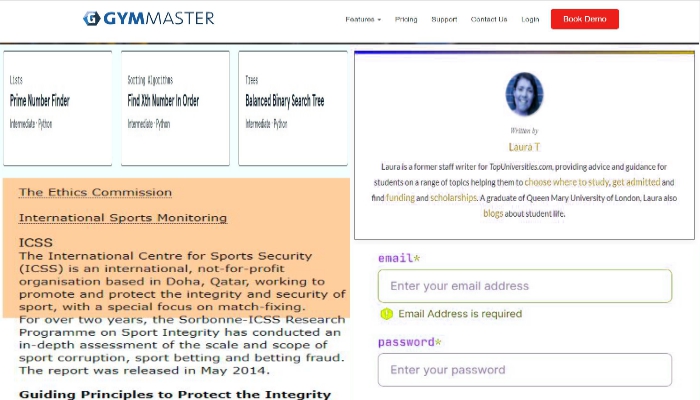 GYMMASTER
Features Pricing Support Contact Us Login Book Demo
Lists
Prime Number Finder
Intermediate · Python
Sorting Algorithms
Find Xth Number In Order
Intermediate · Python
Trees
Balanced Binary Search Tree
Intermediate · Python
The Ethics Commission
International Sports Monitoring
ICSS
The International Centre for Sports Security
(ICSS) is an international, not-for-profit
organisation based in Doha, Qatar, working to
promote and protect the integrity and security of
sport, with a special focus on match-fixing.
For over two years, the Sorbonne-ICSS Research
Programme on Sport Integrity has conducted an
in-depth assessment of the scale and scope of
sport corruption, sport betting and betting fraud.
The report was released in May 2014.
Guiding Principles to Protect the Integrity
Written by
Laura T
Laura is a former staff writer for TopUniversities.com, providing advice and guidance for
students on a range of topics helping them to choose where to study, get admitted and
find funding and scholarships. A graduate of Queen Mary University of London, Laura also
blogs about student life.
email*
Enter your email address
Email Address is required
password*
Enter your password